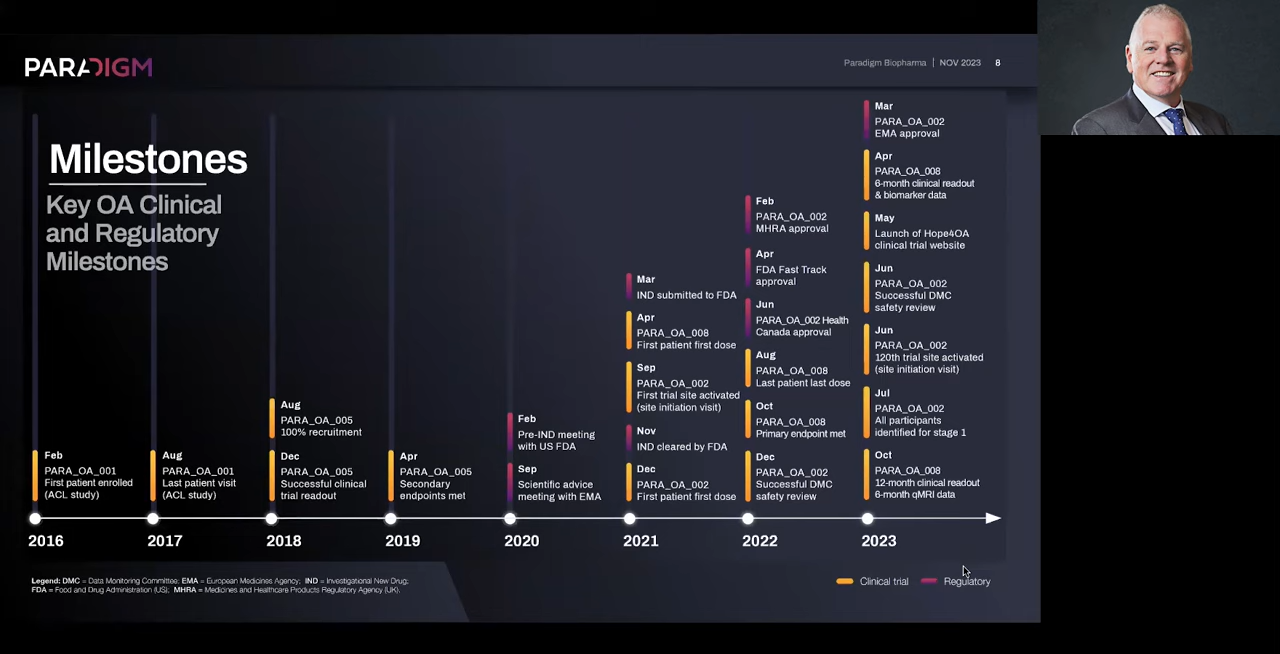 PARADIGM
Paradigm Biopharma | NOV 2023 8
Milestones
Key OA Clinical
and Regulatory
Milestones
Feb
PARA_OA_001
First patient enrolled
(ACL study)
Aug
PARA_OA_001
Last patient visit
(ACL study)
Aug
PARA_OA_005
100% recruitment
Dec
PARA_OA_005
Successful clinical
trial readout
Apr
PARA_OA_005
Secondary
endpoints met
Feb
Pre-IND meeting
with US FDA
Sep
Scientific advice
meeting with EMA
Mar
IND submitted to FDA
Apr
PARA_OA_008
First patient first dose
Sep
PARA_OA_002
First trial site activated
(site initiation visit)
Nov
IND cleared by FDA
Dec
PARA_OA_002
First patient first dose
Feb
PARA_OA_002
MHRA approval
Apr
FDA Fast Track
approval
Jun
PARA_OA_002 Health
Canada approval
Aug
PARA_OA_008
Last patient last dose
Oct
PARA_OA_008
Primary endpoint met
Dec
PARA_OA_002
Successful DMC
safety review
Mar
PARA_OA_002
EMA approval
Apr
PARA_OA_008
6-month clinical readout
& biomarker data
May
Launch of Hope4OA
clinical trial website
Jun
PARA_OA_002
Successful DMC
safety review
Jun
PARA_OA_002
120th trial site activated
(site initiation visit)
Jul
PARA_OA_002
All participants
identified for stage 1
Oct
PARA_OA_008
12-month clinical readout
6-month qMRI data
2016 2017 2018 2019 2020 2021 2022 2023
Legend: DMC = Data Monitoring Committee; EMA = European Medicines Agency; IND = Investigational New Drug;
FDA = Food and Drug Administration (US); MHRA = Medicines and Healthcare Products Regulatory Agency (UK).
Clinical trial Regulatory